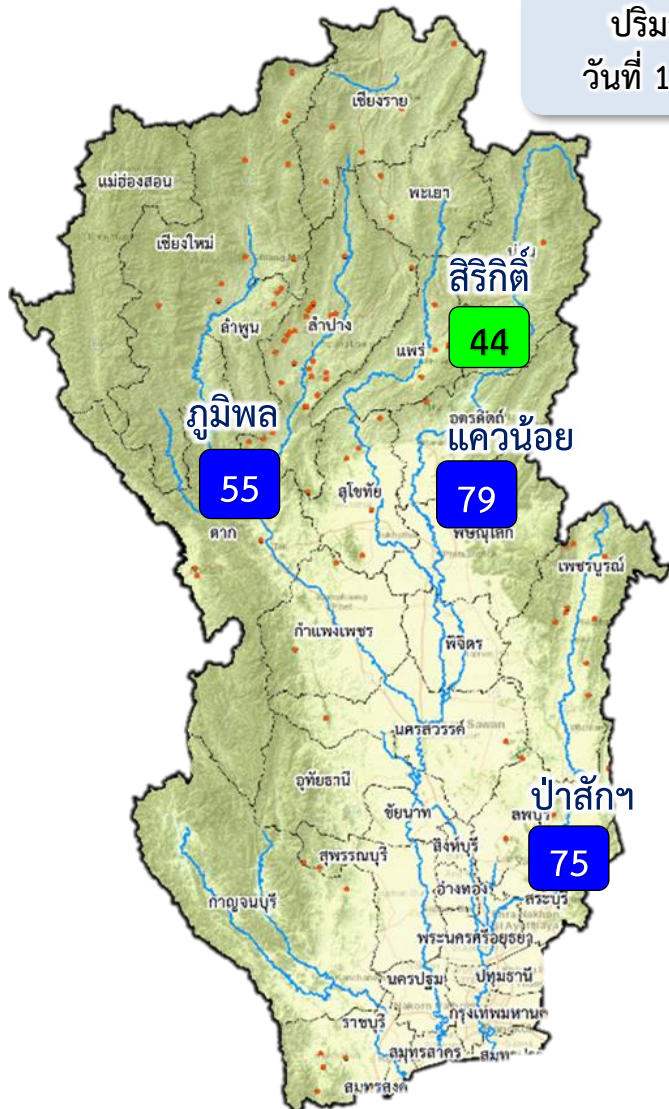 ปริม
วันที่ 1
เชียงราย
แม่ฮ่องสอน
พะเยา
เชียงใหม่
น่าน
สิริกิติ์
44
ลำพูน
ลำปาง
แพร่
ภูมิพล
55
อุตรดิตถ์
แควน้อย
79
สุโขทัย
ตาก
พิษณุโลก
เพชรบูรณ์
กำแพงเพชร
พิจิตร
นครสวรรค์
Sawan
อุทัยธานี
ป่าสักฯ
75
ชัยนาท
ลพบุรี
สิงห์บุรี
สุพรรณบุรี
อ่างทอง
สระบุรี
กาญจนบุรี
พระนครศรีอยุธยา
นครปฐม
ปทุมธานี
ราชบุรี
กรุงเทพมหานค
สมุทรสาคร
สมุทรสงค